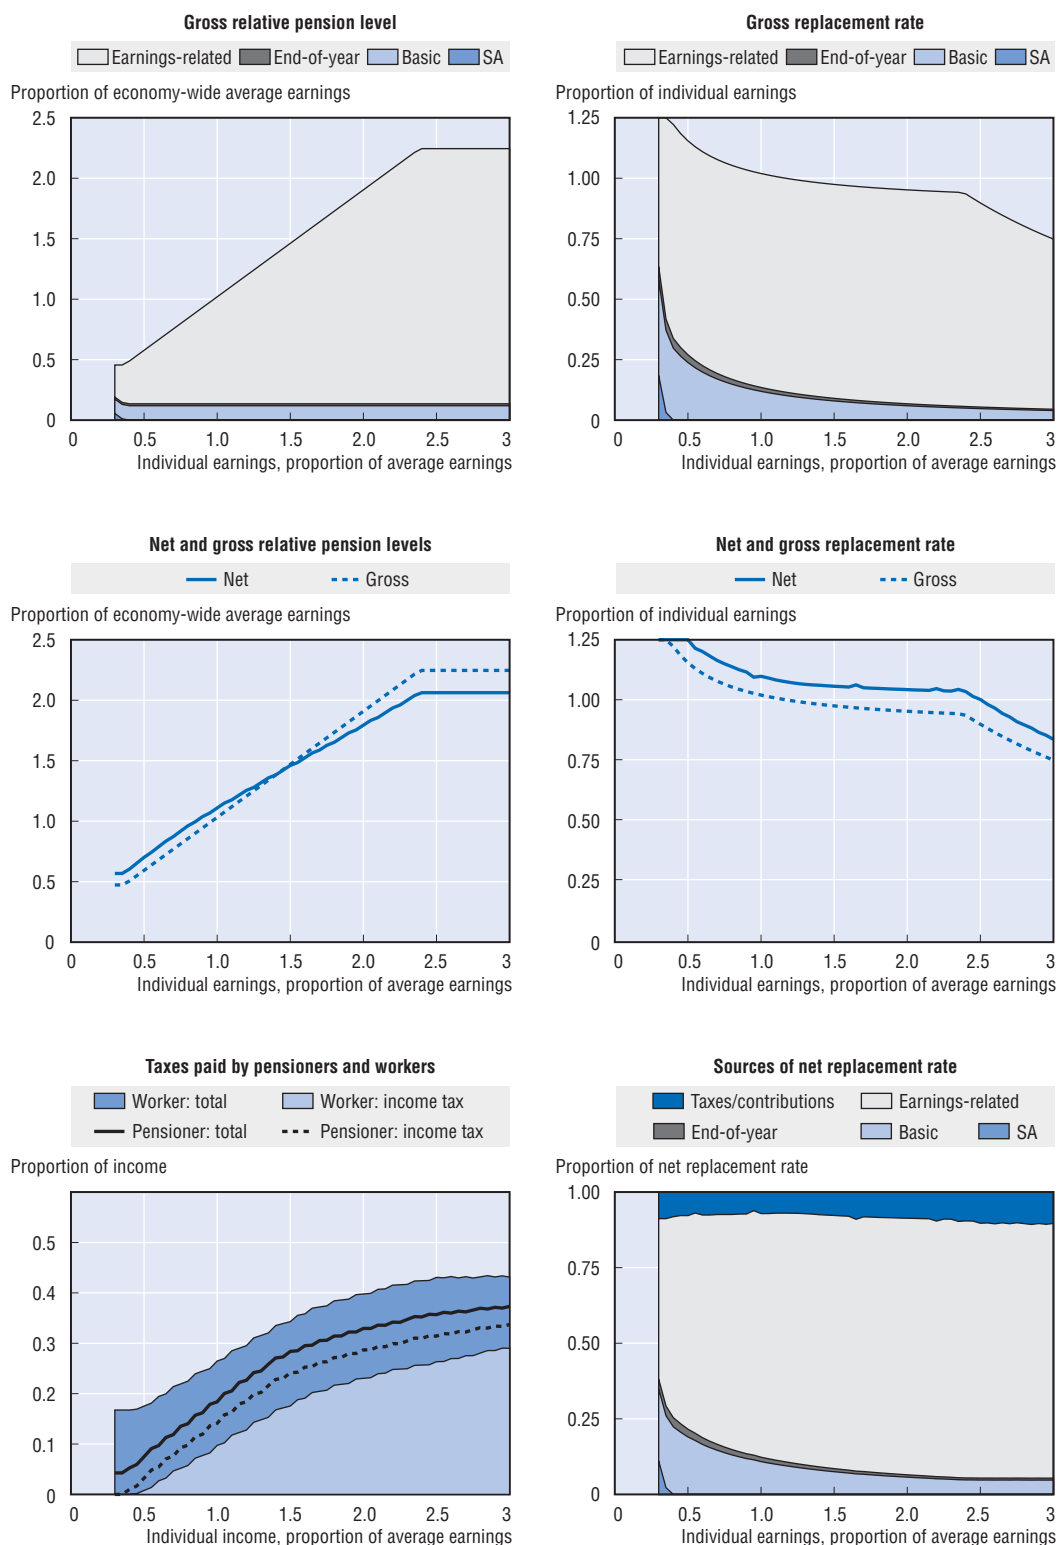 Gross relative pension level
Earnings-related End-of-year Basic SA
Proportion of economy-wide average earnings
2.5
2.0
1.5
1.0
0.5
0
0 0.5 1.0 1.5 2.0 2.5 3
Individual earnings, proportion of average earnings
Gross replacement rate
Earnings-related End-of-year Basic SA
Proportion of individual earnings
1.25
1.00
0.75
0.50
0.25
0
0 0.5 1.0 1.5 2.0 2.5 3
Individual earnings, proportion of average earnings
Net and gross relative pension levels
Net Gross
Proportion of economy-wide average earnings
2.5
2.0
1.5
1.0
0.5
0
0 0.5 1.0 1.5 2.0 2.5 3
Individual earnings, proportion of average earnings
Net and gross replacement rate
Net Gross
Proportion of individual earnings
1.25
1.00
0.75
0.50
0.25
0
0 0.5 1.0 1.5 2.0 2.5 3
Individual earnings, proportion of average earnings
Taxes paid by pensioners and workers
Worker: total Worker: income tax
Pensioner: total Pensioner: income tax
Proportion of income
0.5
0.4
0.3
0.2
0.1
0
0 0.5 1.0 1.5 2.0 2.5 3
Individual income, proportion of average earnings
Sources of net replacement rate
Taxes/contributions Earnings-related
End-of-year Basic SA
Proportion of net replacement rate
1.00
0.75
0.50
0.25
0
0 0.5 1.0 1.5 2.0 2.5 3
Individual earnings, proportion of average earnings